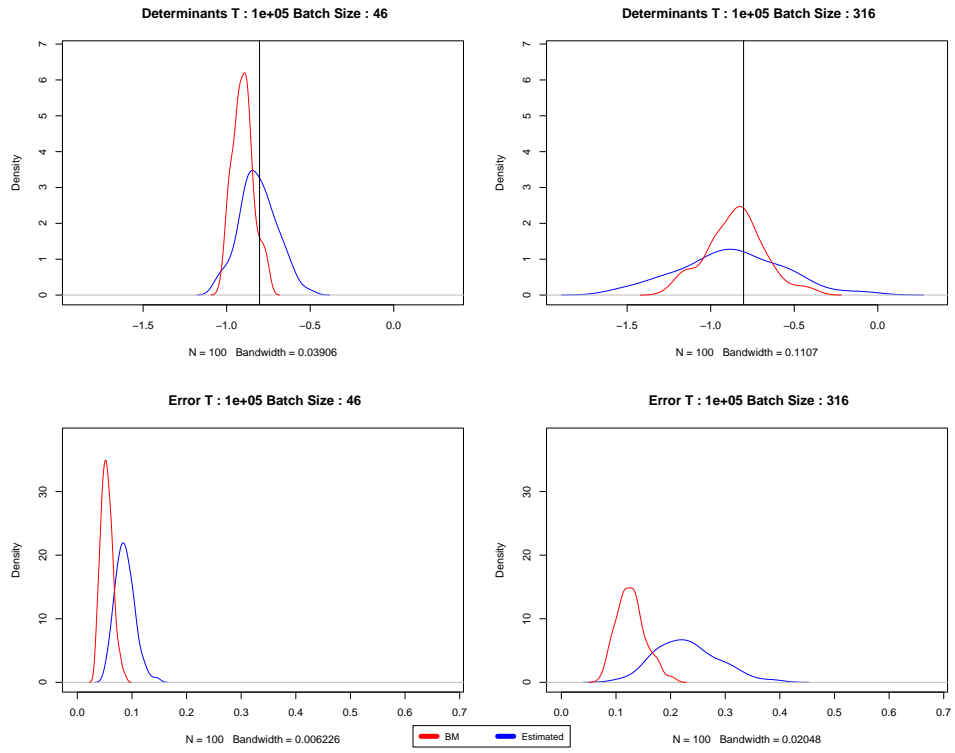 Determinants T : 1e+05 Batch Size : 46
Density
0 1 2 3 4 5 6 7
−1.5 −1.0 −0.5 0.0
N = 100 Bandwidth = 0.03906
Determinants T : 1e+05 Batch Size : 316
Density
0 1 2 3 4 5 6 7
−1.5 −1.0 −0.5 0.0
N = 100 Bandwidth = 0.1107
Error T : 1e+05 Batch Size : 46
Density
0 10 20 30
0.0 0.1 0.2 0.3 0.4 0.5 0.6 0.7
N = 100 Bandwidth = 0.006226
Error T : 1e+05 Batch Size : 316
Density
0 10 20 30
0.0 0.1 0.2 0.3 0.4 0.5 0.6 0.7
N = 100 Bandwidth = 0.02048
BM Estimated